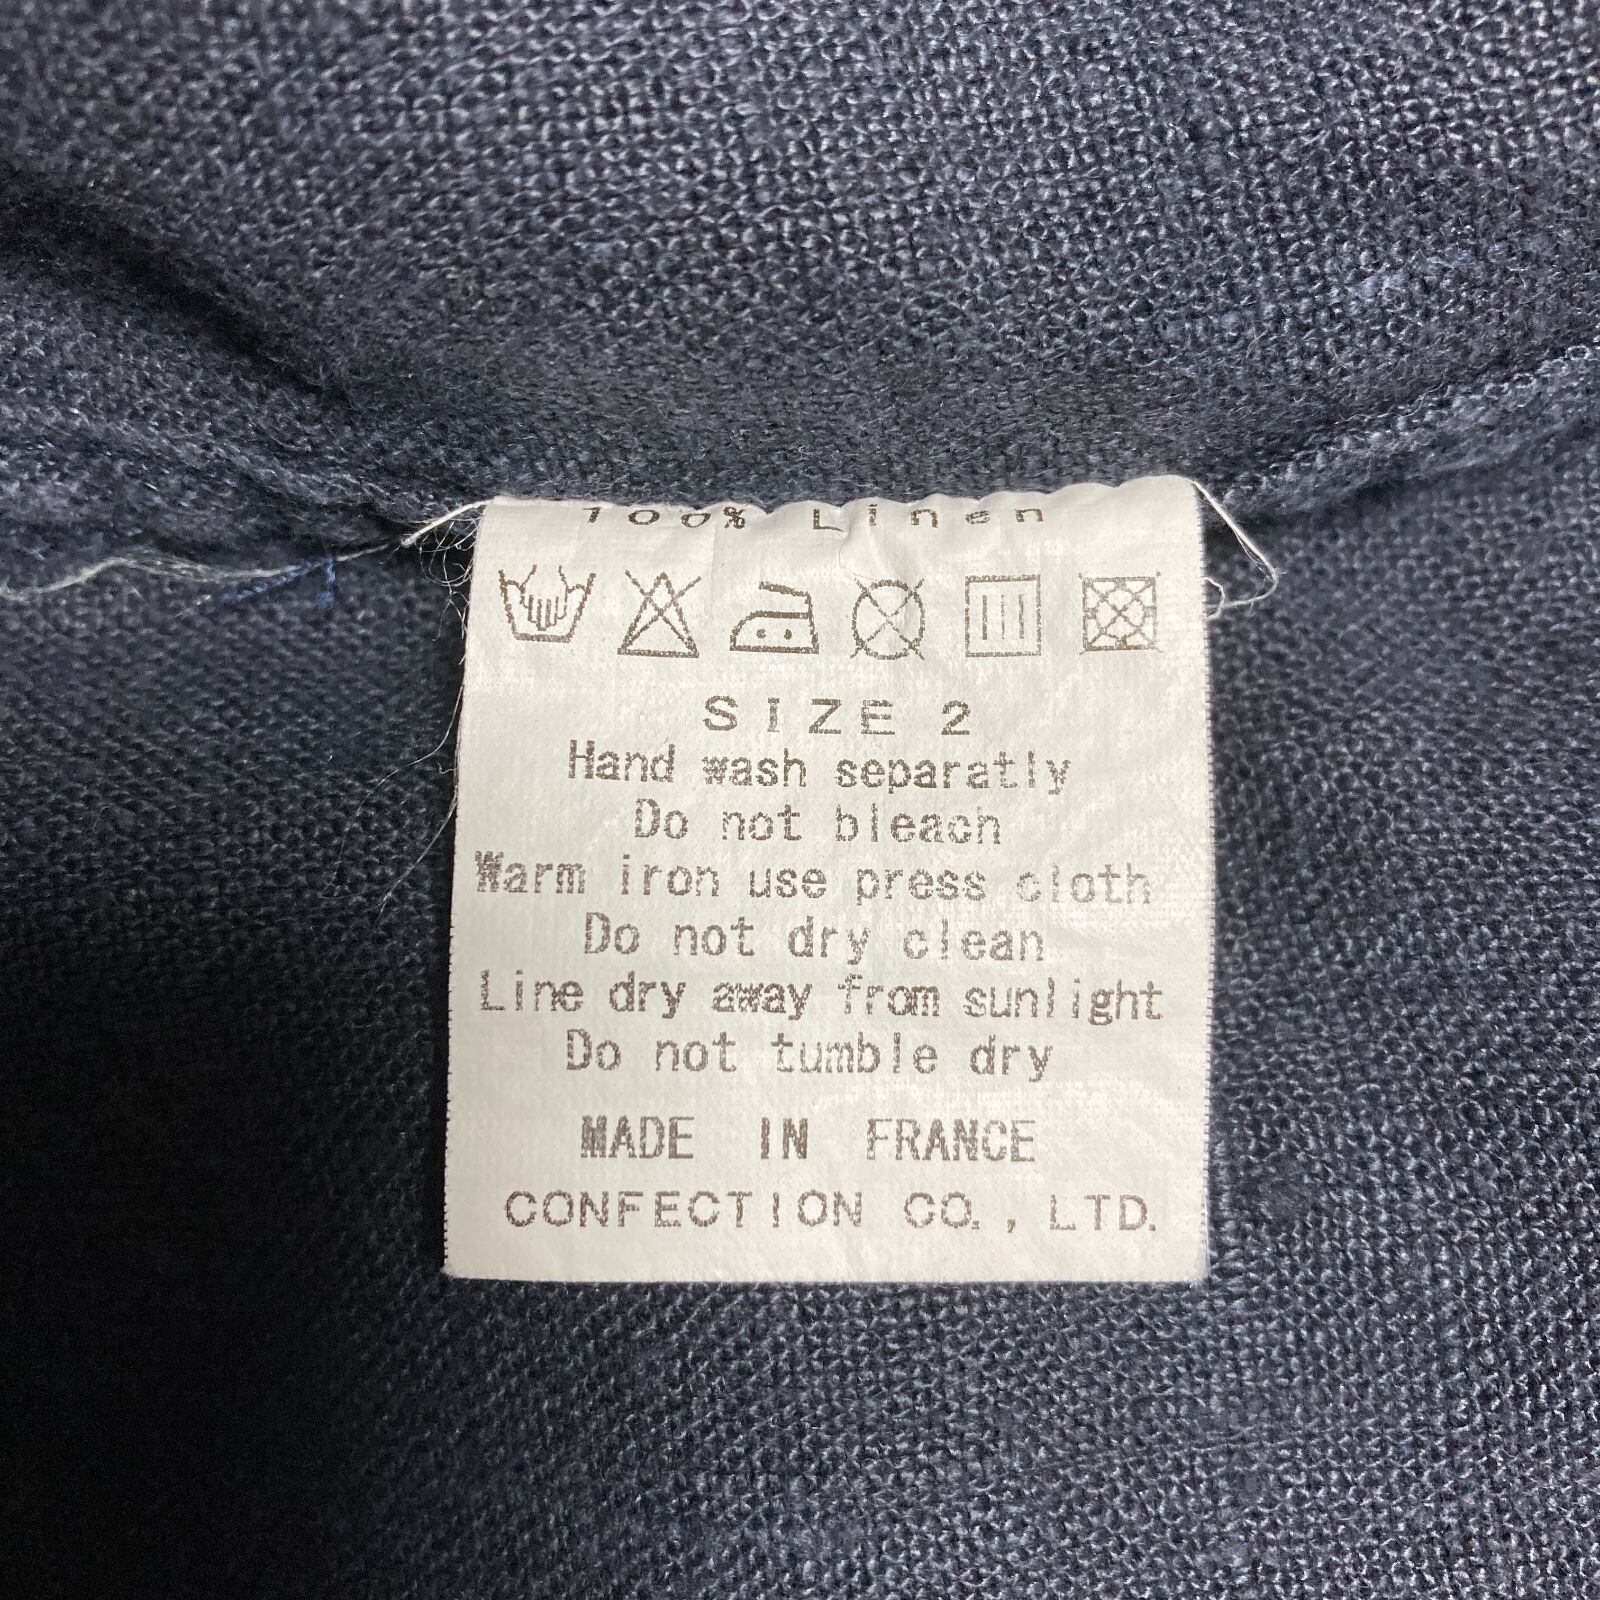 100% Linen
SIZE 2
Hand wash separatly
Do not bleach
Warm iron use press cloth
Do not dry clean
Line dry away from sunlight
Do not tumble dry
MADE IN FRANCE
CONFECTION CO., LTD.